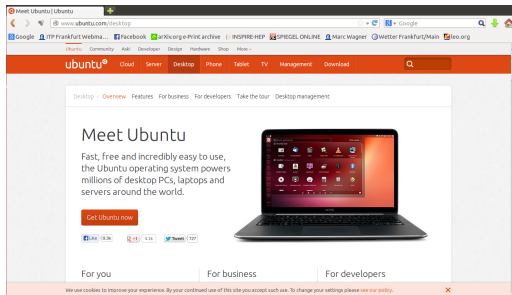 Meet Ubuntu | Ubuntu
www.ubuntu.com/desktop
Google
Google ITP Frankfurt Webma... Facebook arXiv.org e-Print archive INSPIRE-HEP SPIEGEL ONLINE Marc Wagner Wetter Frankfurt/Main leo.org
Ubuntu Community Ask! Developer Design Hardware Shop More
ubuntu Cloud Server Desktop Phone Tablet TV Management Download
Desktop Overview Features For business For developers Take the tour Desktop management
Meet Ubuntu
Fast, free and incredibly easy to use,
the Ubuntu operating system powers
millions of desktop PCs, laptops and
servers around the world.
Get Ubuntu now
Like +1 Tweet 727
For you For business For developers
We use cookies to improve your experience. By your continued use of this site you accept such use. To change your settings please see our policy.